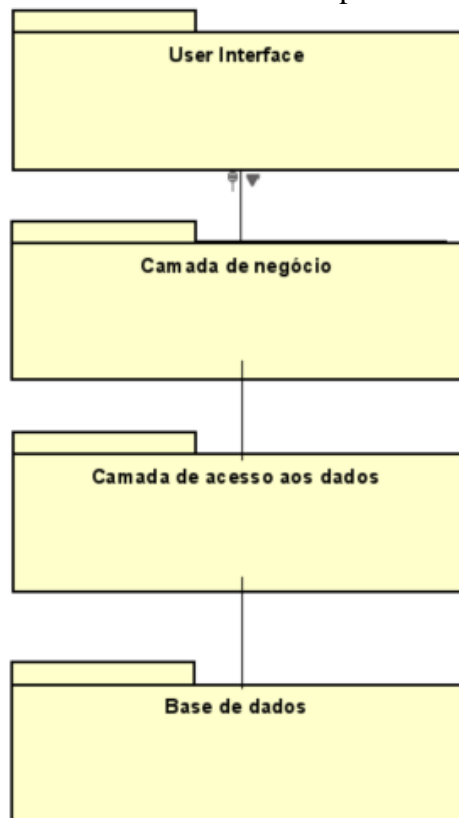 User Interface
Camada de negócio
Camada de acesso aos dados
Base de dados